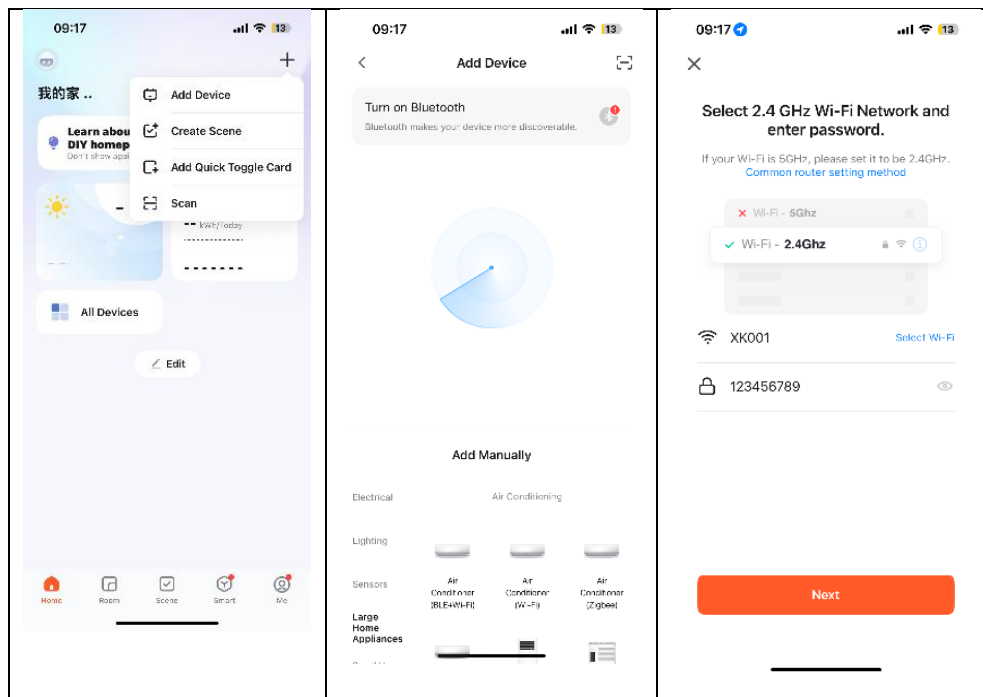 09:17
13
我的家 ..
Add Device
Create Scene
Add Quick Toggle Card
Scan
Learn abou
DIY homep
Don't show agai
kWh/Today
All Devices
Edit
Home
Room
Scene
Smart
Me
09:17
13
Add Device
Turn on Bluetooth
Bluetooth makes your device more discoverable.
Add Manually
Electrical
Air Conditioning
Lighting
Sensors
Air
Conditioner
(BLE+Wi-Fi)
Air
Conditioner
(Wi-Fi)
Air
Conditioner
(Zigbee)
Large
Home
Appliances
09:17
13
Select 2.4 GHz Wi-Fi Network and
enter password.
If your Wi-Fi is 5GHz, please set it to be 2.4GHz.
Common router setting method
Wi-Fi - 5Ghz
Wi-Fi - 2.4Ghz
XK001
Select Wi-Fi
123456789
Next